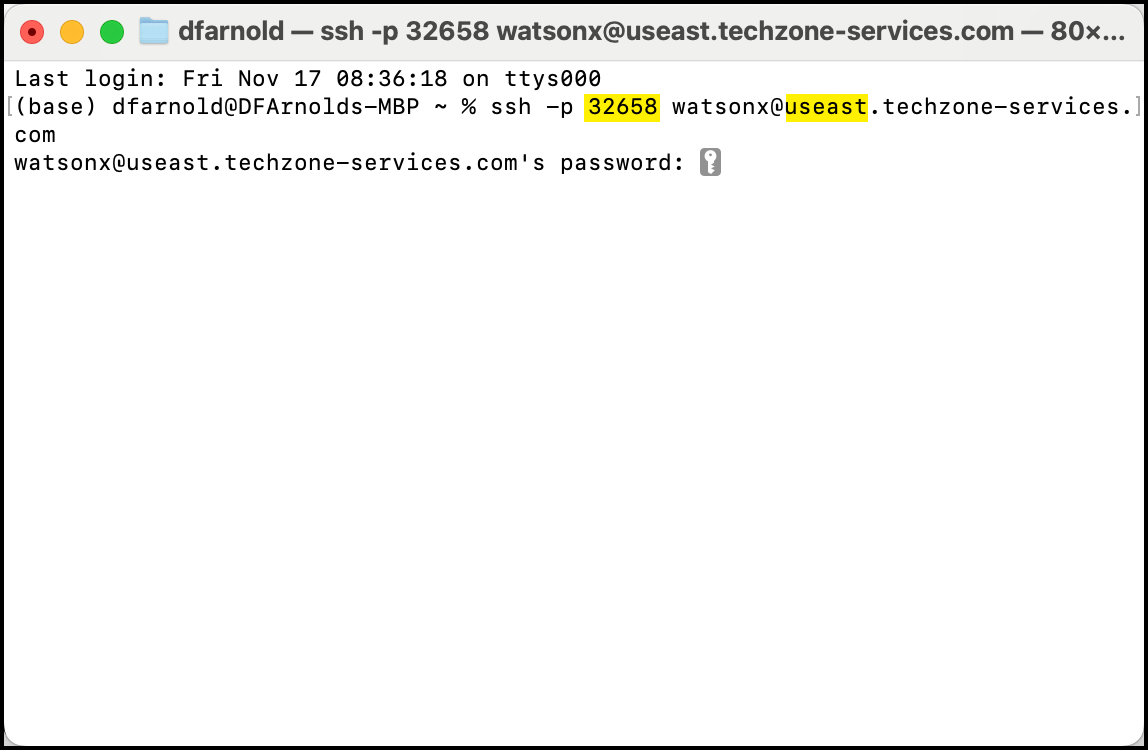 dfarnold — ssh -p 32658 watsonx@useast.techzone-services.com — 80×...
Last login: Fri Nov 17 08:36:18 on ttys000
[(base) dfarnold@DFArnolds-MBP ~ % ssh -p 32658 watsonx@useast.techzone-services.]
com
watsonx@useast.techzone-services.com's password: